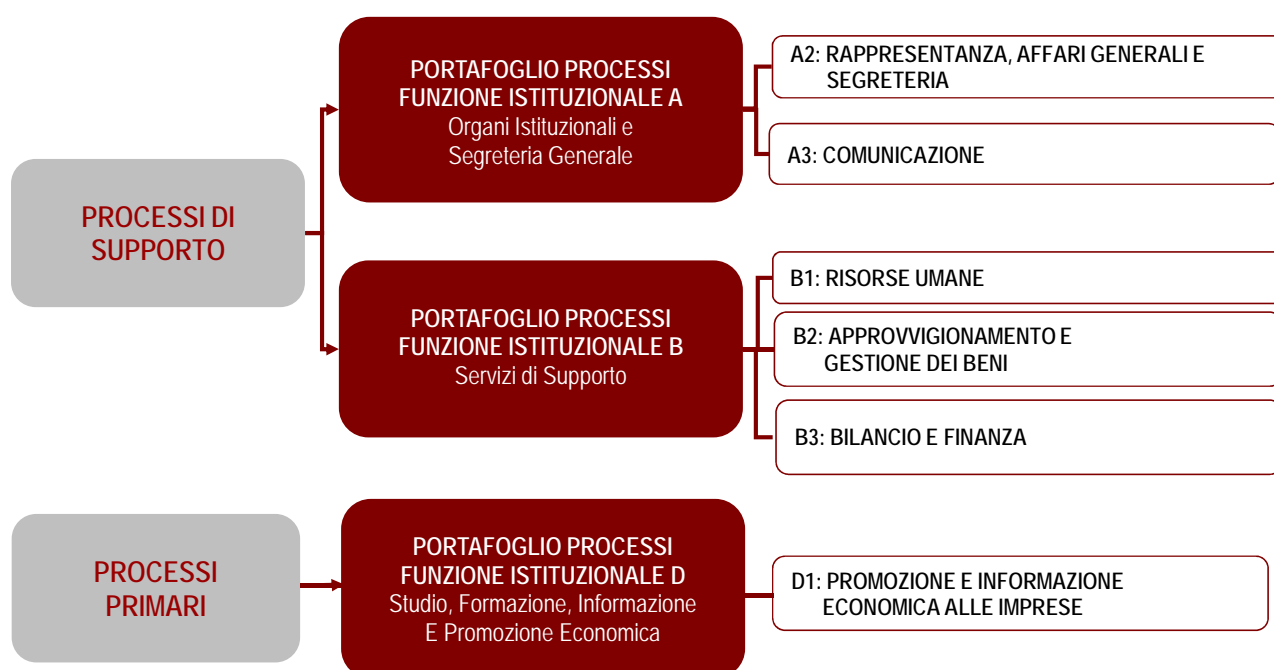 PROCESSI DI
SUPPORTO
PORTAFOGLIO PROCESSI
FUNZIONE ISTITUZIONALE A
Organi Istituzionali e
Segreteria Generale
A2: RAPPRESENTANZA, AFFARI GENERALI E
SEGRETERIA
A3: COMUNICAZIONE
PORTAFOGLIO PROCESSI
FUNZIONE ISTITUZIONALE B
Servizi di Supporto
B1: RISORSE UMANE
B2: APPROVVIGIONAMENTO E
GESTIONE DEI BENI
B3: BILANCIO E FINANZA
PROCESSI
PRIMARI
PORTAFOGLIO PROCESSI
FUNZIONE ISTITUZIONALE D
Studio, Formazione, Informazione
E Promozione Economica
D1: PROMOZIONE E INFORMAZIONE
ECONOMICA ALLE IMPRESE